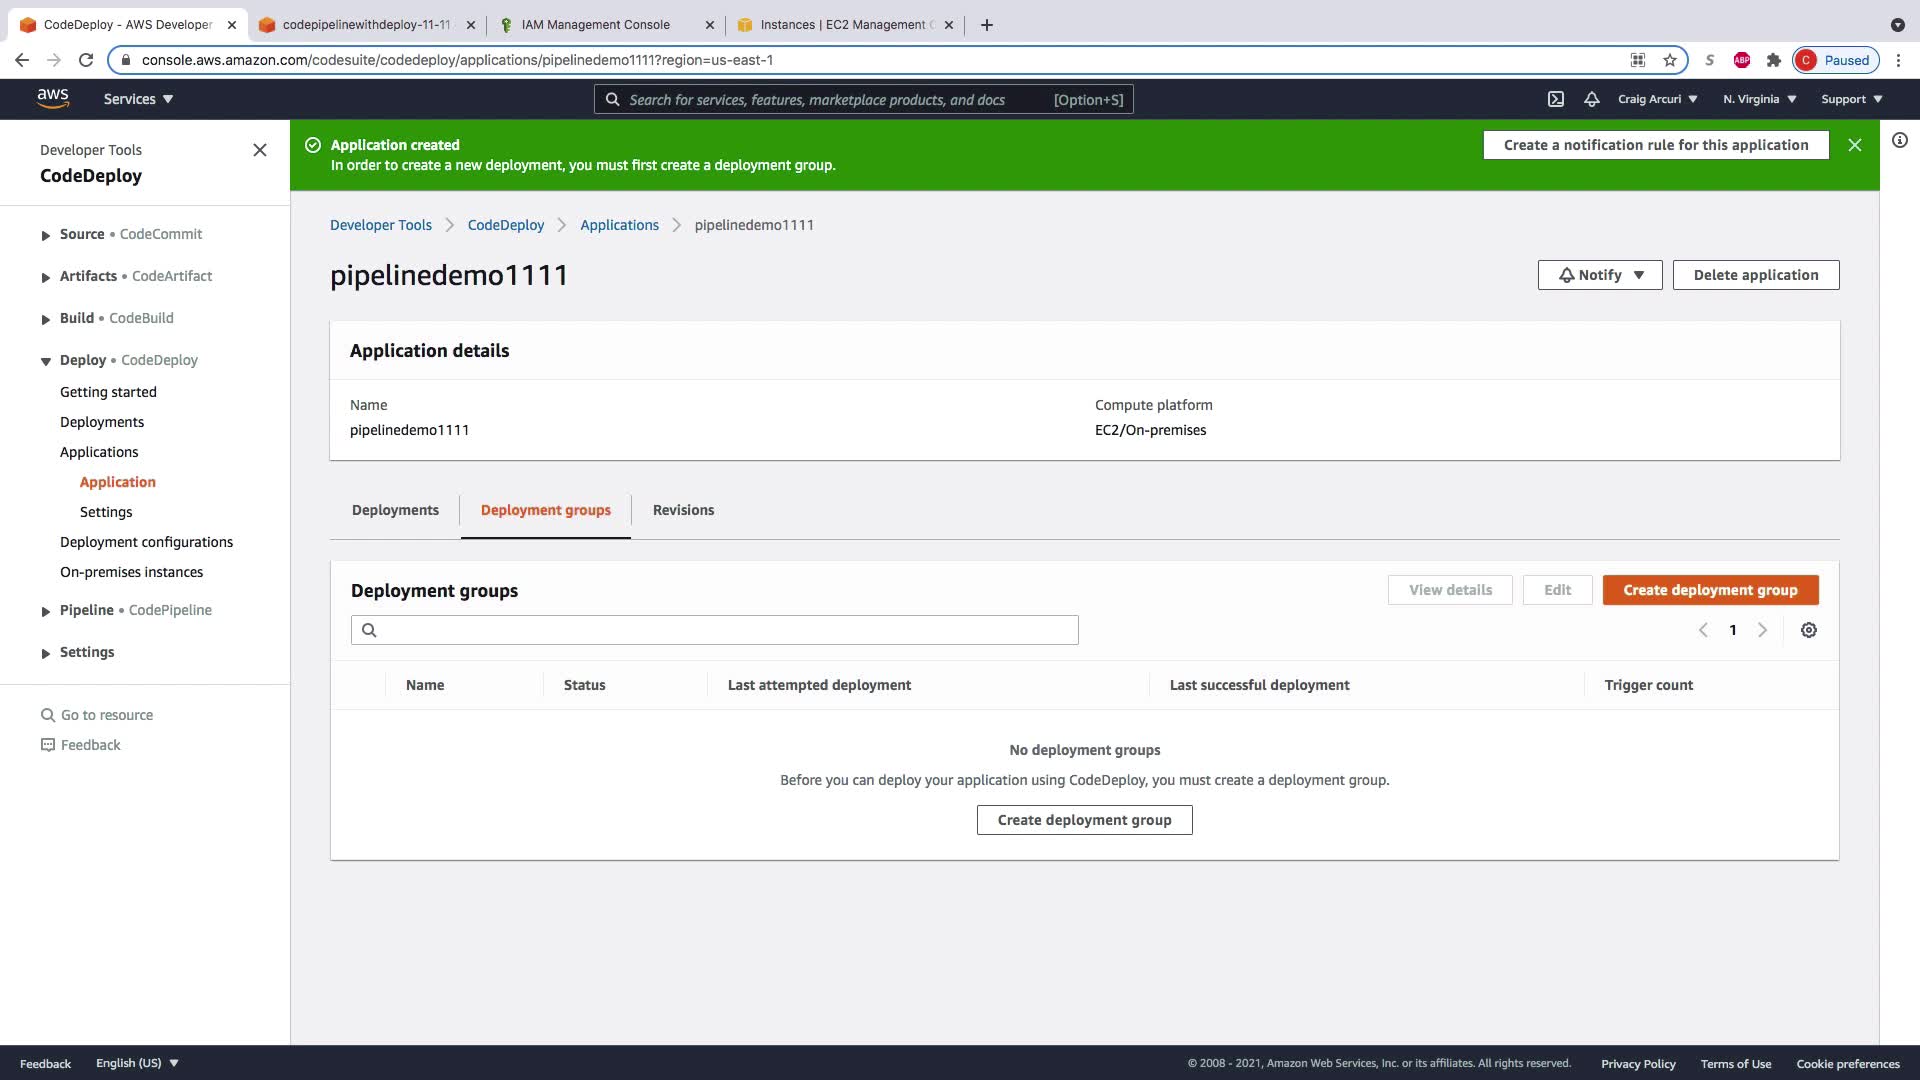 CodeDeploy - AWS Developer
codepipelinewithdeploy-11-11
IAM Management Console
Instances | EC2 Management C
console.aws.amazon.com/codesuite/codedeploy/applications/pipelinedemo1111?region=us-east-1
S
ABP
C
Paused
aws
Services
Search for services, features, marketplace products, and docs
[Option+S]
Craig Arcuri
N. Virginia
Support
Developer Tools
CodeDeploy
Source • CodeCommit
Artifacts • CodeArtifact
Build • CodeBuild
Deploy • CodeDeploy
Getting started
Deployments
Applications
Application
Settings
Deployment configurations
On-premises instances
Pipeline • CodePipeline
Settings
Go to resource
Feedback
Application created
In order to create a new deployment, you must first create a deployment group.
Create a notification rule for this application
Developer Tools
CodeDeploy
Applications
pipelinedemo1111
pipelinedemo1111
Notify
Delete application
Application details
Name
pipelinedemo1111
Compute platform
EC2/On-premises
Deployments
Deployment groups
Revisions
Deployment groups
View details
Edit
Create deployment group
1
Name
Status
Last attempted deployment
Last successful deployment
Trigger count
No deployment groups
Before you can deploy your application using CodeDeploy, you must create a deployment group.
Create deployment group
Feedback
English (US)
© 2008 - 2021, Amazon Web Services, Inc. or its affiliates. All rights reserved.
Privacy Policy
Terms of Use
Cookie preferences